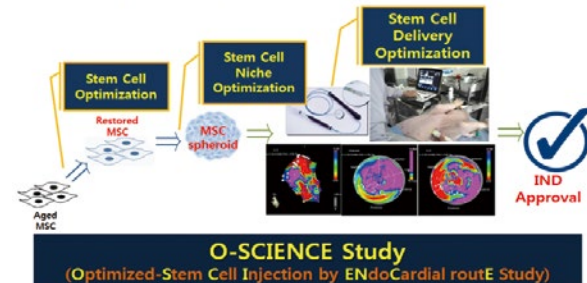 Stem Cell
Optimization
Stem Cell
Niche
Optimization
Stem Cell
Delivery
Optimization
Aged
MSC
Restored
MSC
MSC
spheroid
IND
Approval
O-SCIENCE Study
(Optimized-Stem Cell Injection by ENdoCardial routE Study)